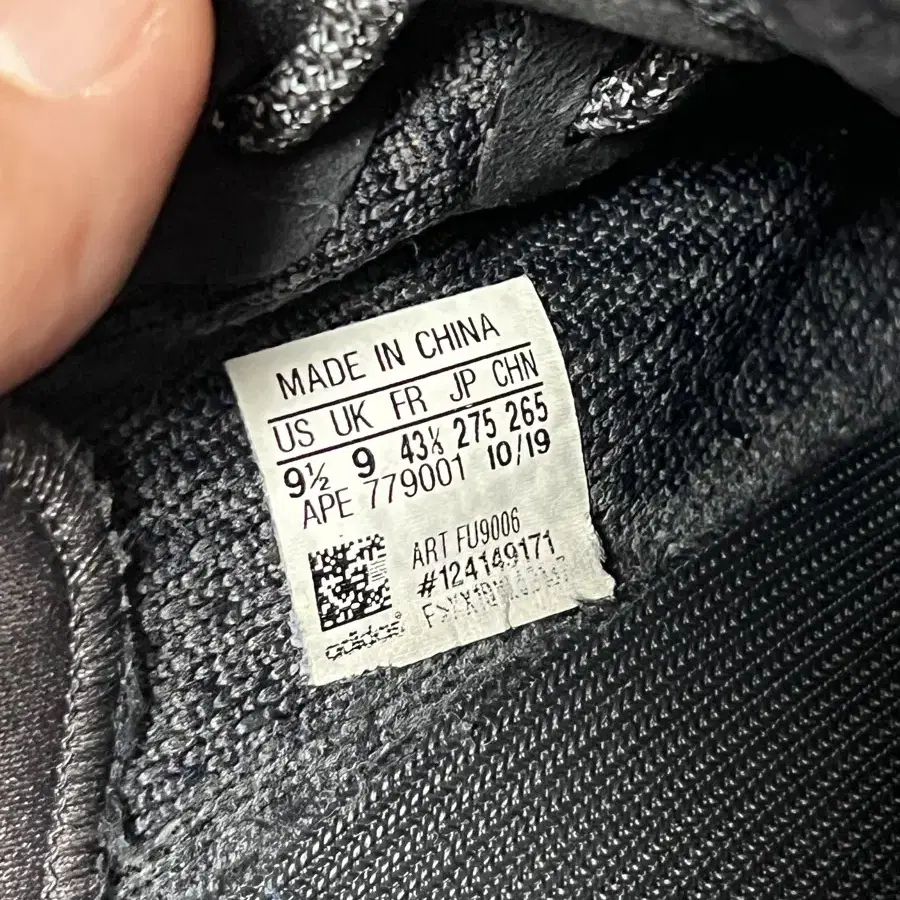 MADE IN CHINA
US UK FR JP CHN
9½ 9 43⅓ 275 265
APE 779001 10/19
ART FU9006
#124149171
adidas®